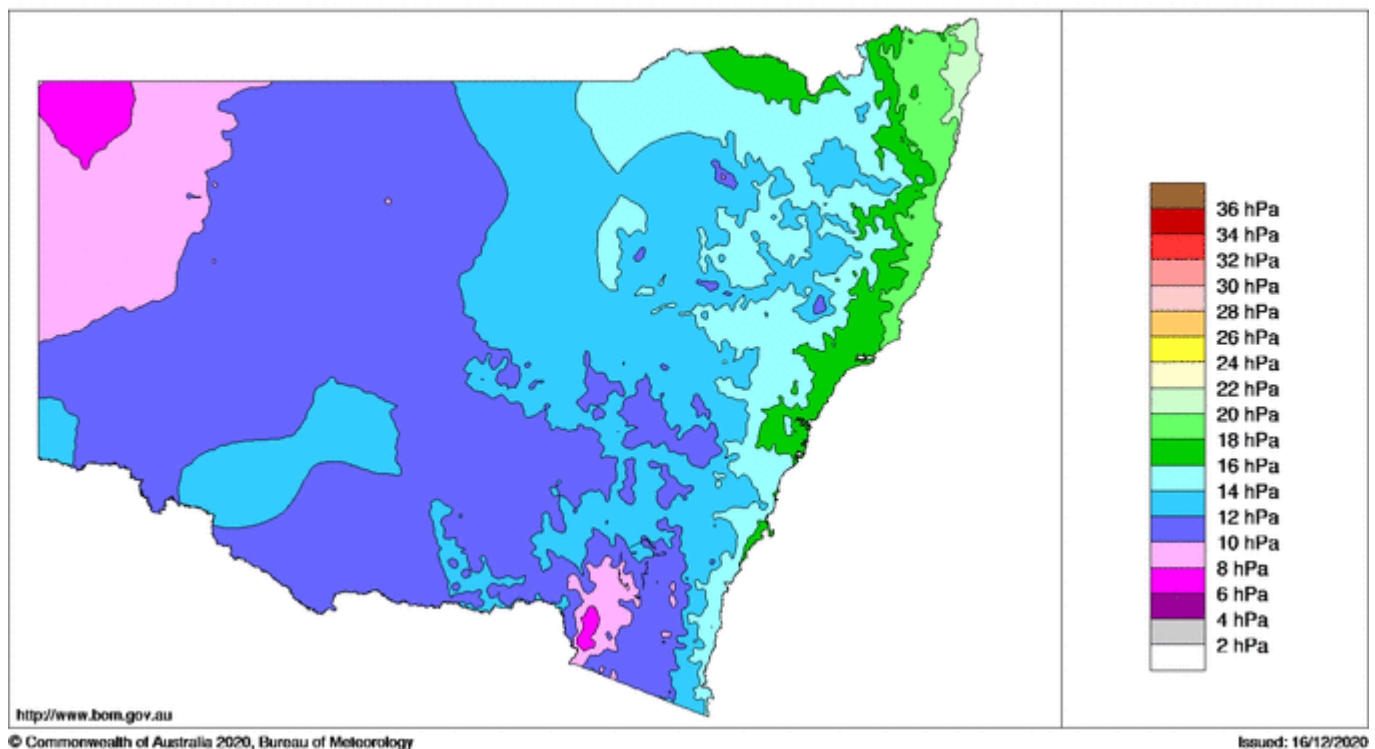 36 hPa
34 hPa
32 hPa
30 hPa
28 hPa
26 hPa
24 hPa
22 hPa
20 hPa
18 hPa
16 hPa
14 hPa
12 hPa
10 hPa
8 hPa
6 hPa
4 hPa
2 hPa
http://www.bom.gov.au
© Commonwealth of Australia 2020, Bureau of Meteorology
Issued: 16/12/2020